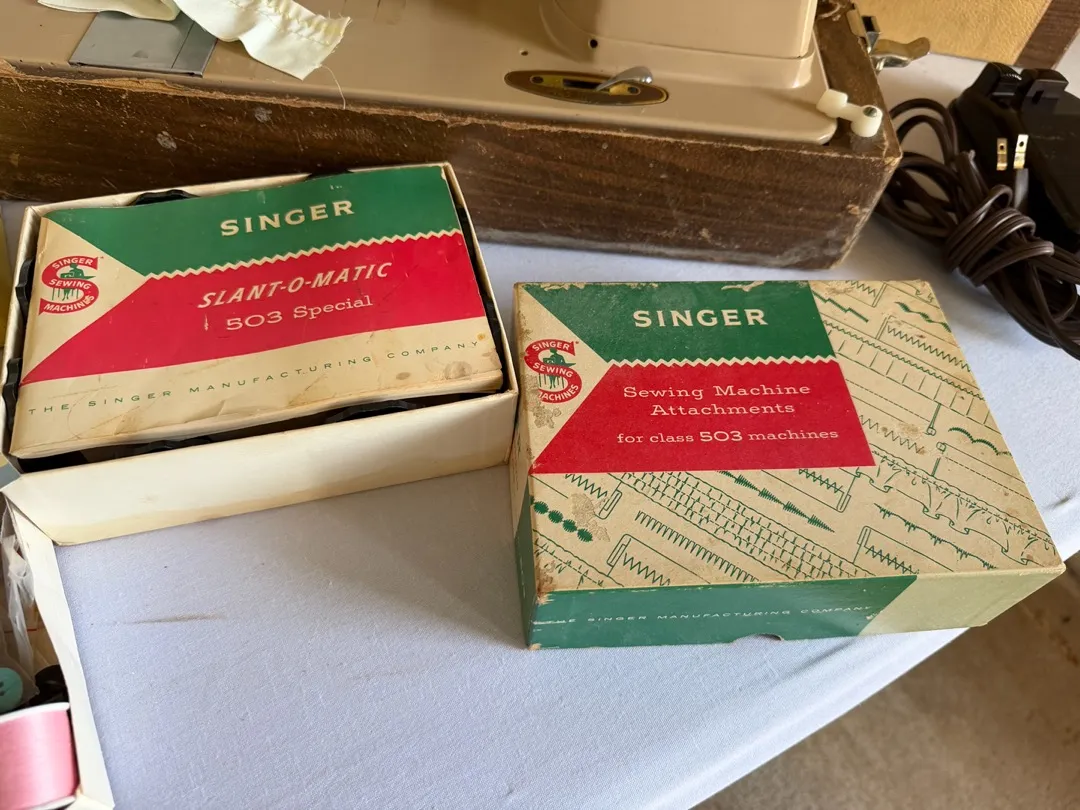 SINGER
SINGER
SEWING
MACHINES
SLANT-O-MATIC
503 Special
THE SINGER MANUFACTURING COMPANY
SINGER
SINGER
SEWING
MACHINES
Sewing Machine
Attachments
for class 503 machines
THE SINGER MANUFACTURING COMPANY